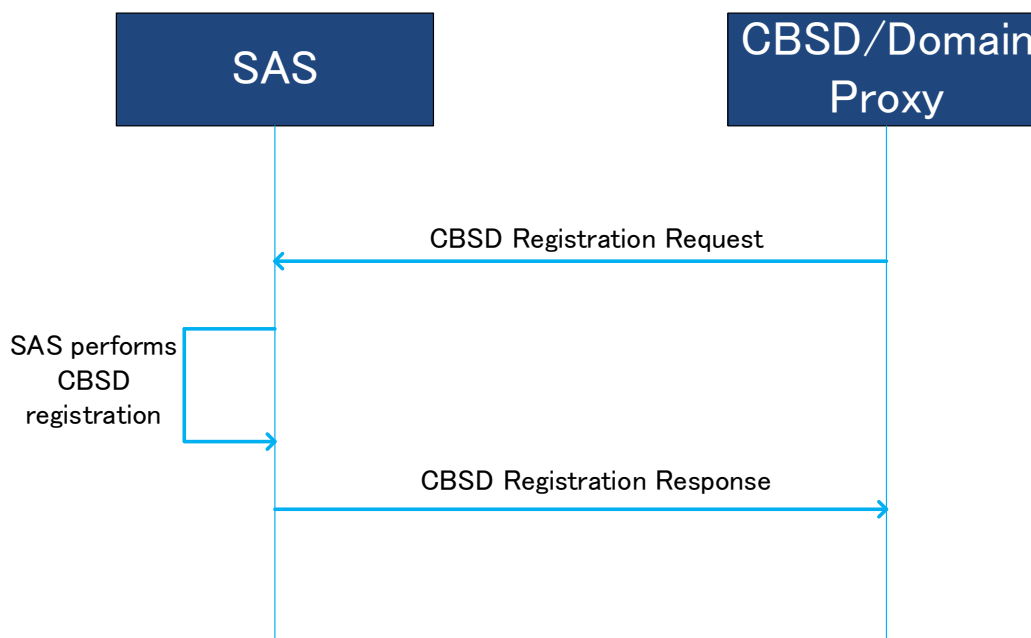 SAS
CBSD/Domain
Proxy
CBSD Registration Request
SAS performs
CBSD
registration
CBSD Registration Response